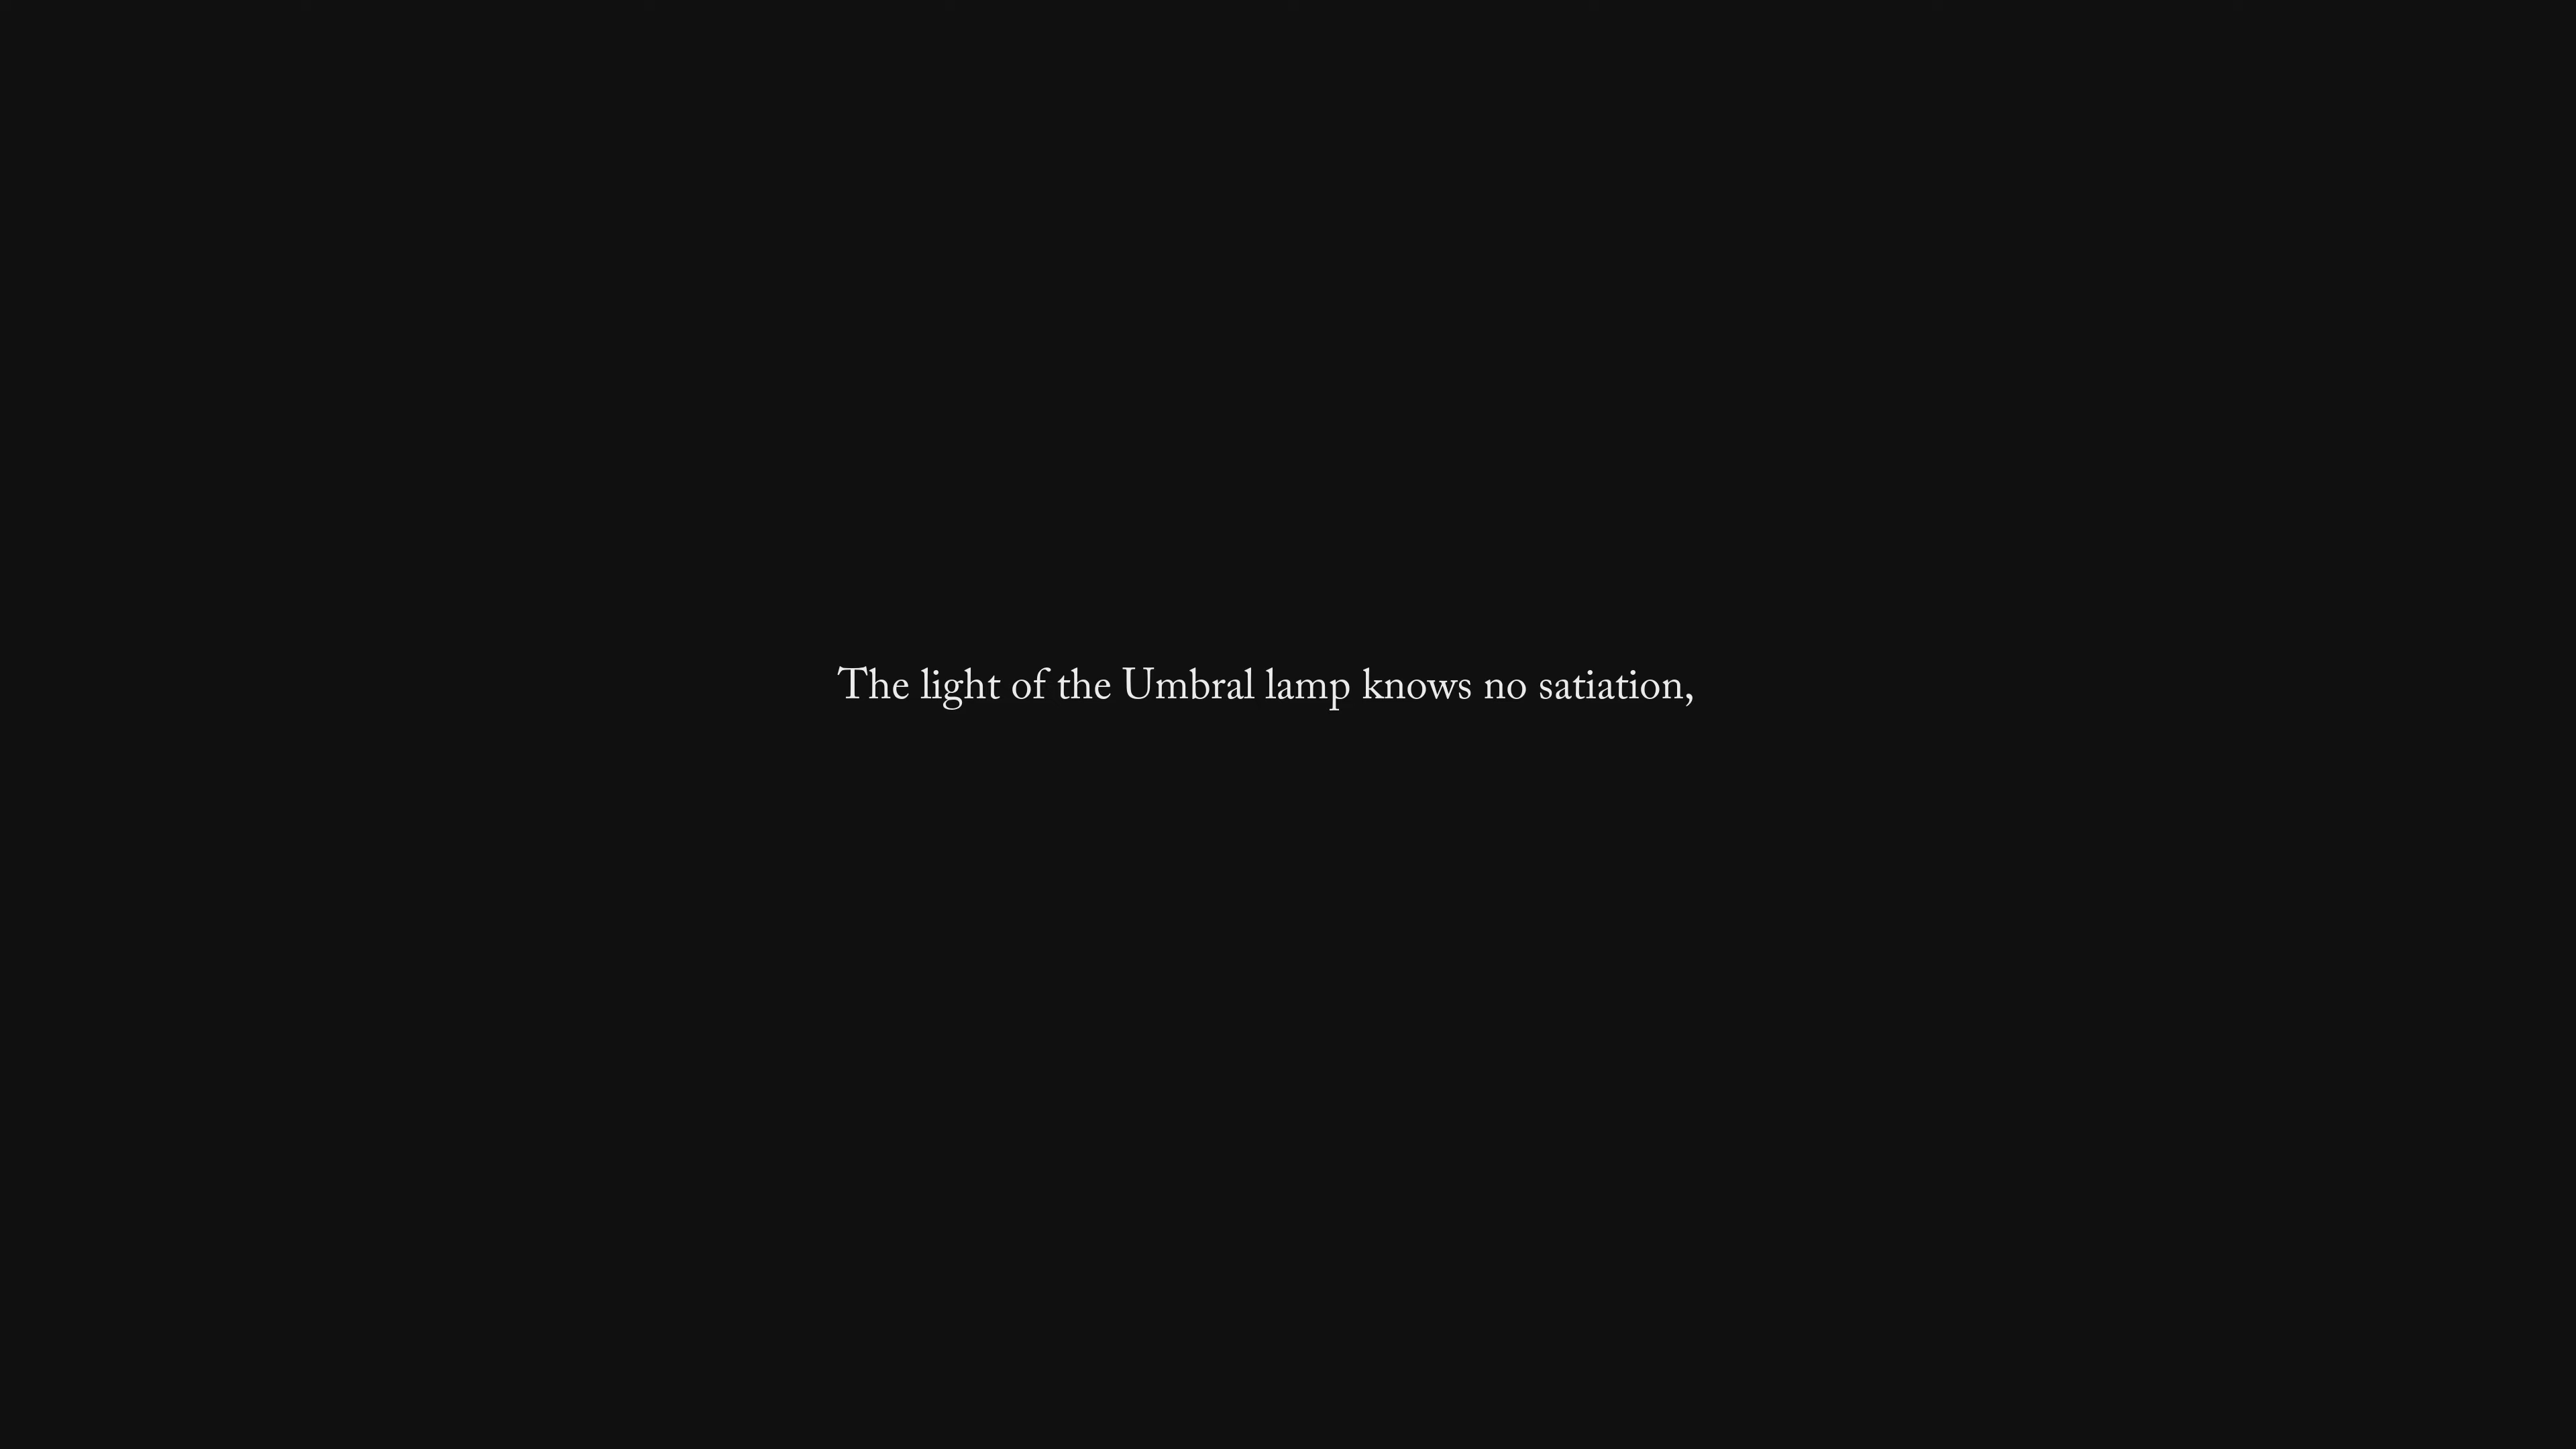 The light of the Umbral lamp knows no satiation,